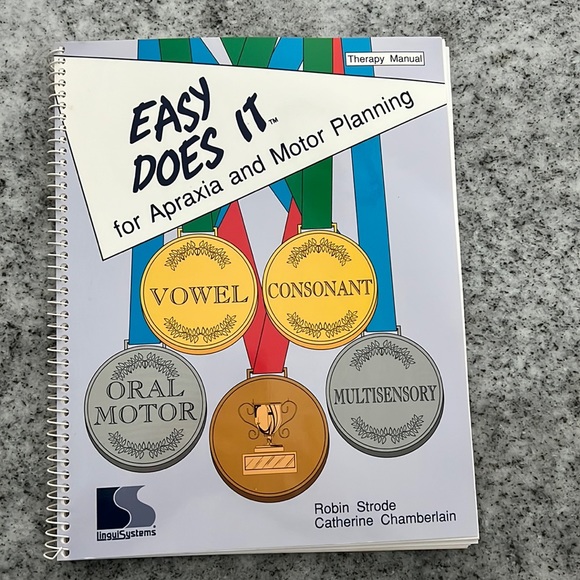 Therapy Manual
EASY
DOES IT™
for Apraxia and Motor Planning
VOWEL
CONSONANT
ORAL
MOTOR
MULTISENSORY
Robin Strode
Catherine Chamberlain
LinguiSystems®